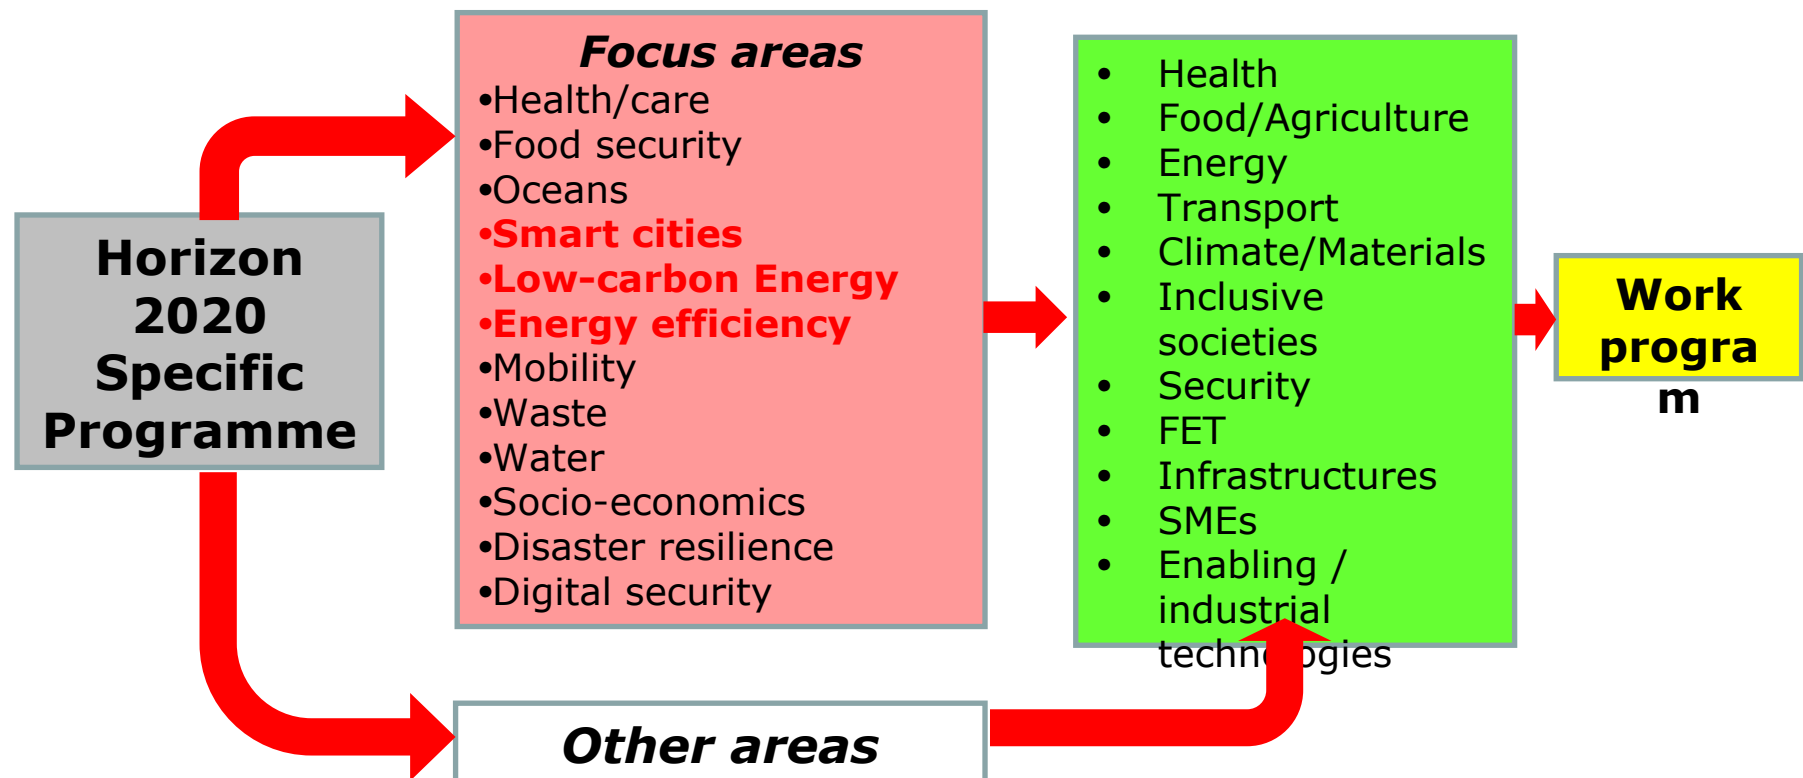 Horizon
2020
Specific
Programme
Focus areas
•Health/care
•Food security
•Oceans
•Smart cities
•Low-carbon Energy
•Energy efficiency
•Mobility
•Waste
•Water
•Socio-economics
•Disaster resilience
•Digital security
Other areas
• Health
• Food/Agriculture
• Energy
• Transport
• Climate/Materials
• Inclusive
societies
• Security
• FET
• Infrastructures
• SMEs
• Enabling /
industrial
technologies
Work
progra
m